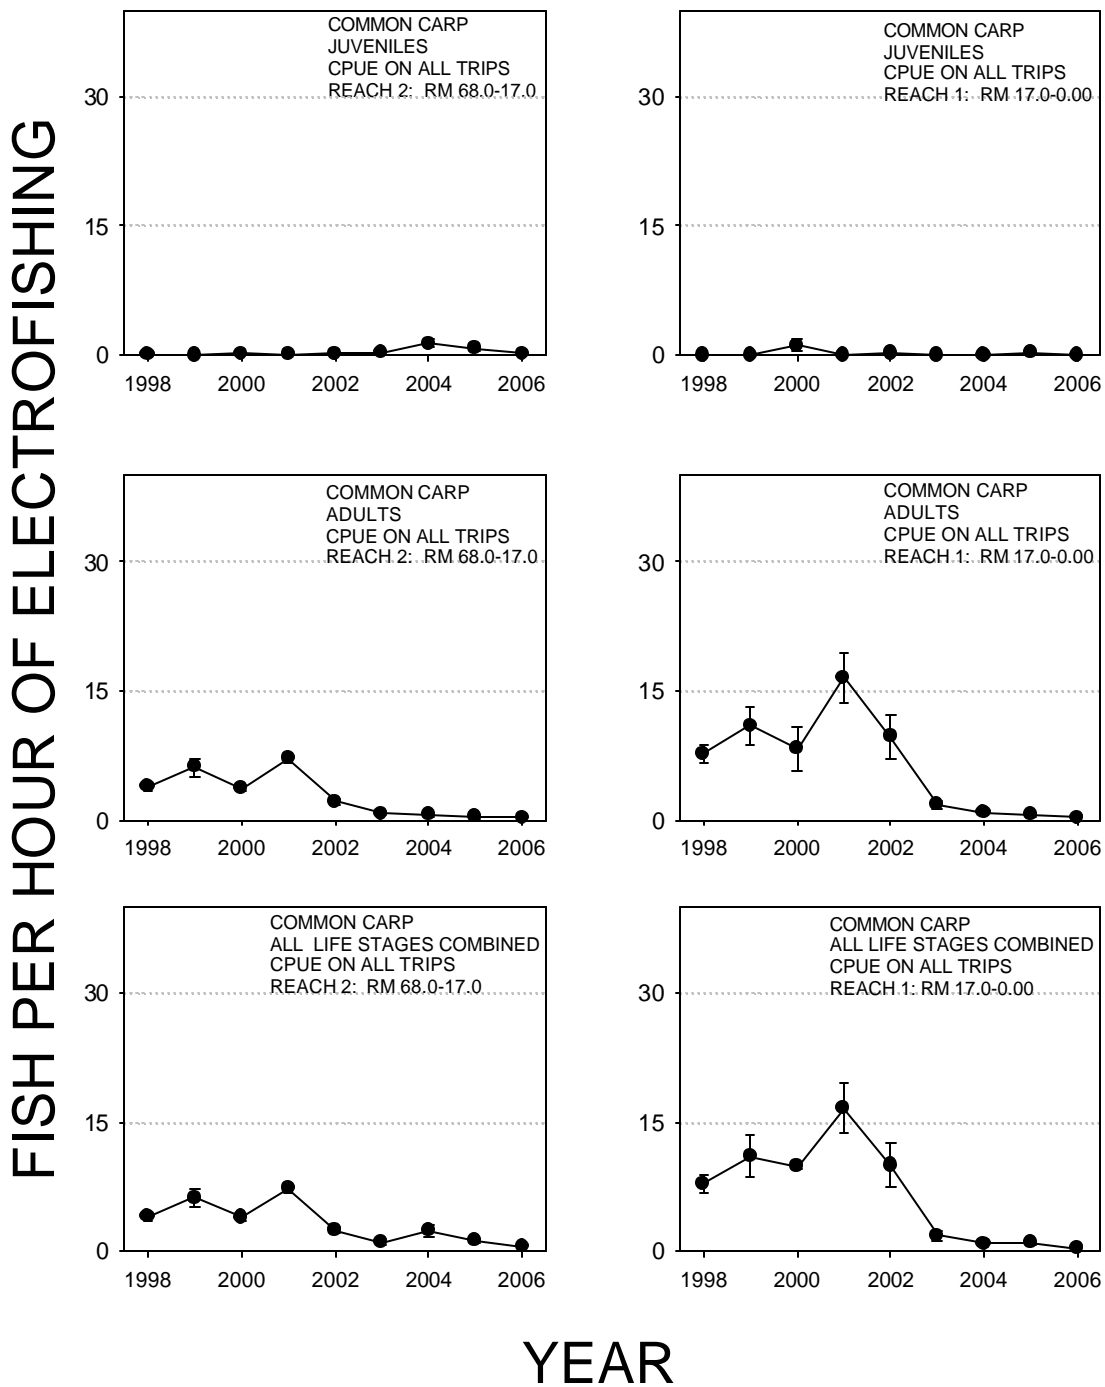 FISH PER HOUR OF ELECTROFISHING
COMMON CARP
JUVENILES
CPUE ON ALL TRIPS
REACH 2:  RM 68.0-17.0
30
15
0
1998 2000 2002 2004 2006
COMMON CARP
JUVENILES
CPUE ON ALL TRIPS
REACH 1:  RM 17.0-0.00
30
15
0
1998 2000 2002 2004 2006
COMMON CARP
ADULTS
CPUE ON ALL TRIPS
REACH 2:  RM 68.0-17.0
30
15
0
1998 2000 2002 2004 2006
COMMON CARP
ADULTS
CPUE ON ALL TRIPS
REACH 1:  RM 17.0-0.00
30
15
0
1998 2000 2002 2004 2006
COMMON CARP
ALL  LIFE STAGES COMBINED
CPUE ON ALL TRIPS
REACH 2:  RM 68.0-17.0
30
15
0
1998 2000 2002 2004 2006
COMMON CARP
ALL LIFE STAGES COMBINED
CPUE ON ALL TRIPS
REACH 1: RM 17.0-0.00
30
15
0
1998 2000 2002 2004 2006
YEAR